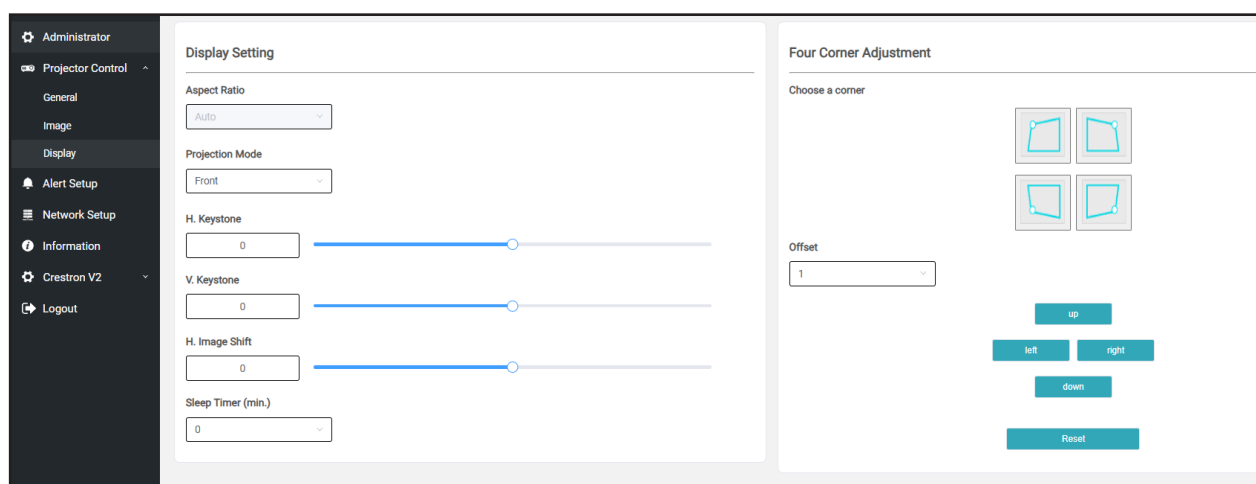 Administrator
Projector Control
General
Image
Display
Alert Setup
Network Setup
Information
Crestron V2
Logout
Display Setting
Aspect Ratio
Auto
Projection Mode
Front
H. Keystone
0
V. Keystone
0
H. Image Shift
0
Sleep Timer (min.)
0
Four Corner Adjustment
Choose a corner
Offset
1
up
left right
down
Reset